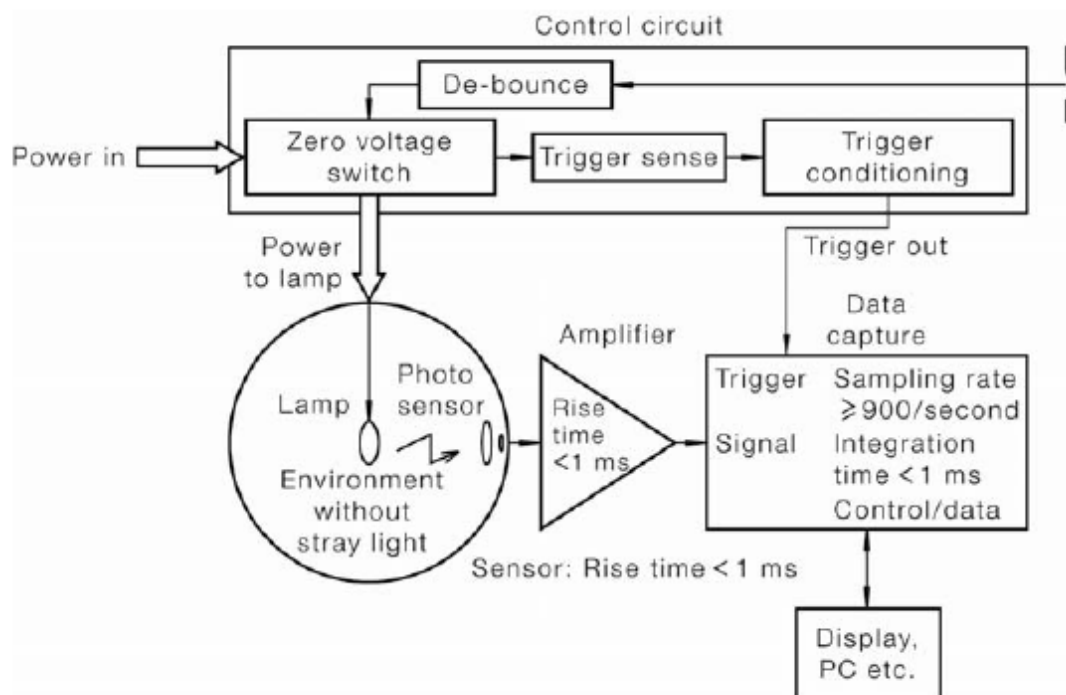 Control circuit
De-bounce
Power in
Zero voltage
switch
Trigger sense
Trigger
conditioning
Power
to lamp
Trigger out
Data
capture
Amplifier
Photo
sensor
Lamp
Rise
time
<1 ms
Trigger
Sampling rate
≥900/second
Signal
Integration
time <1 ms
Control/data
Environment
without
stray light
Sensor: Rise time <1 ms
Display,
PC etc.